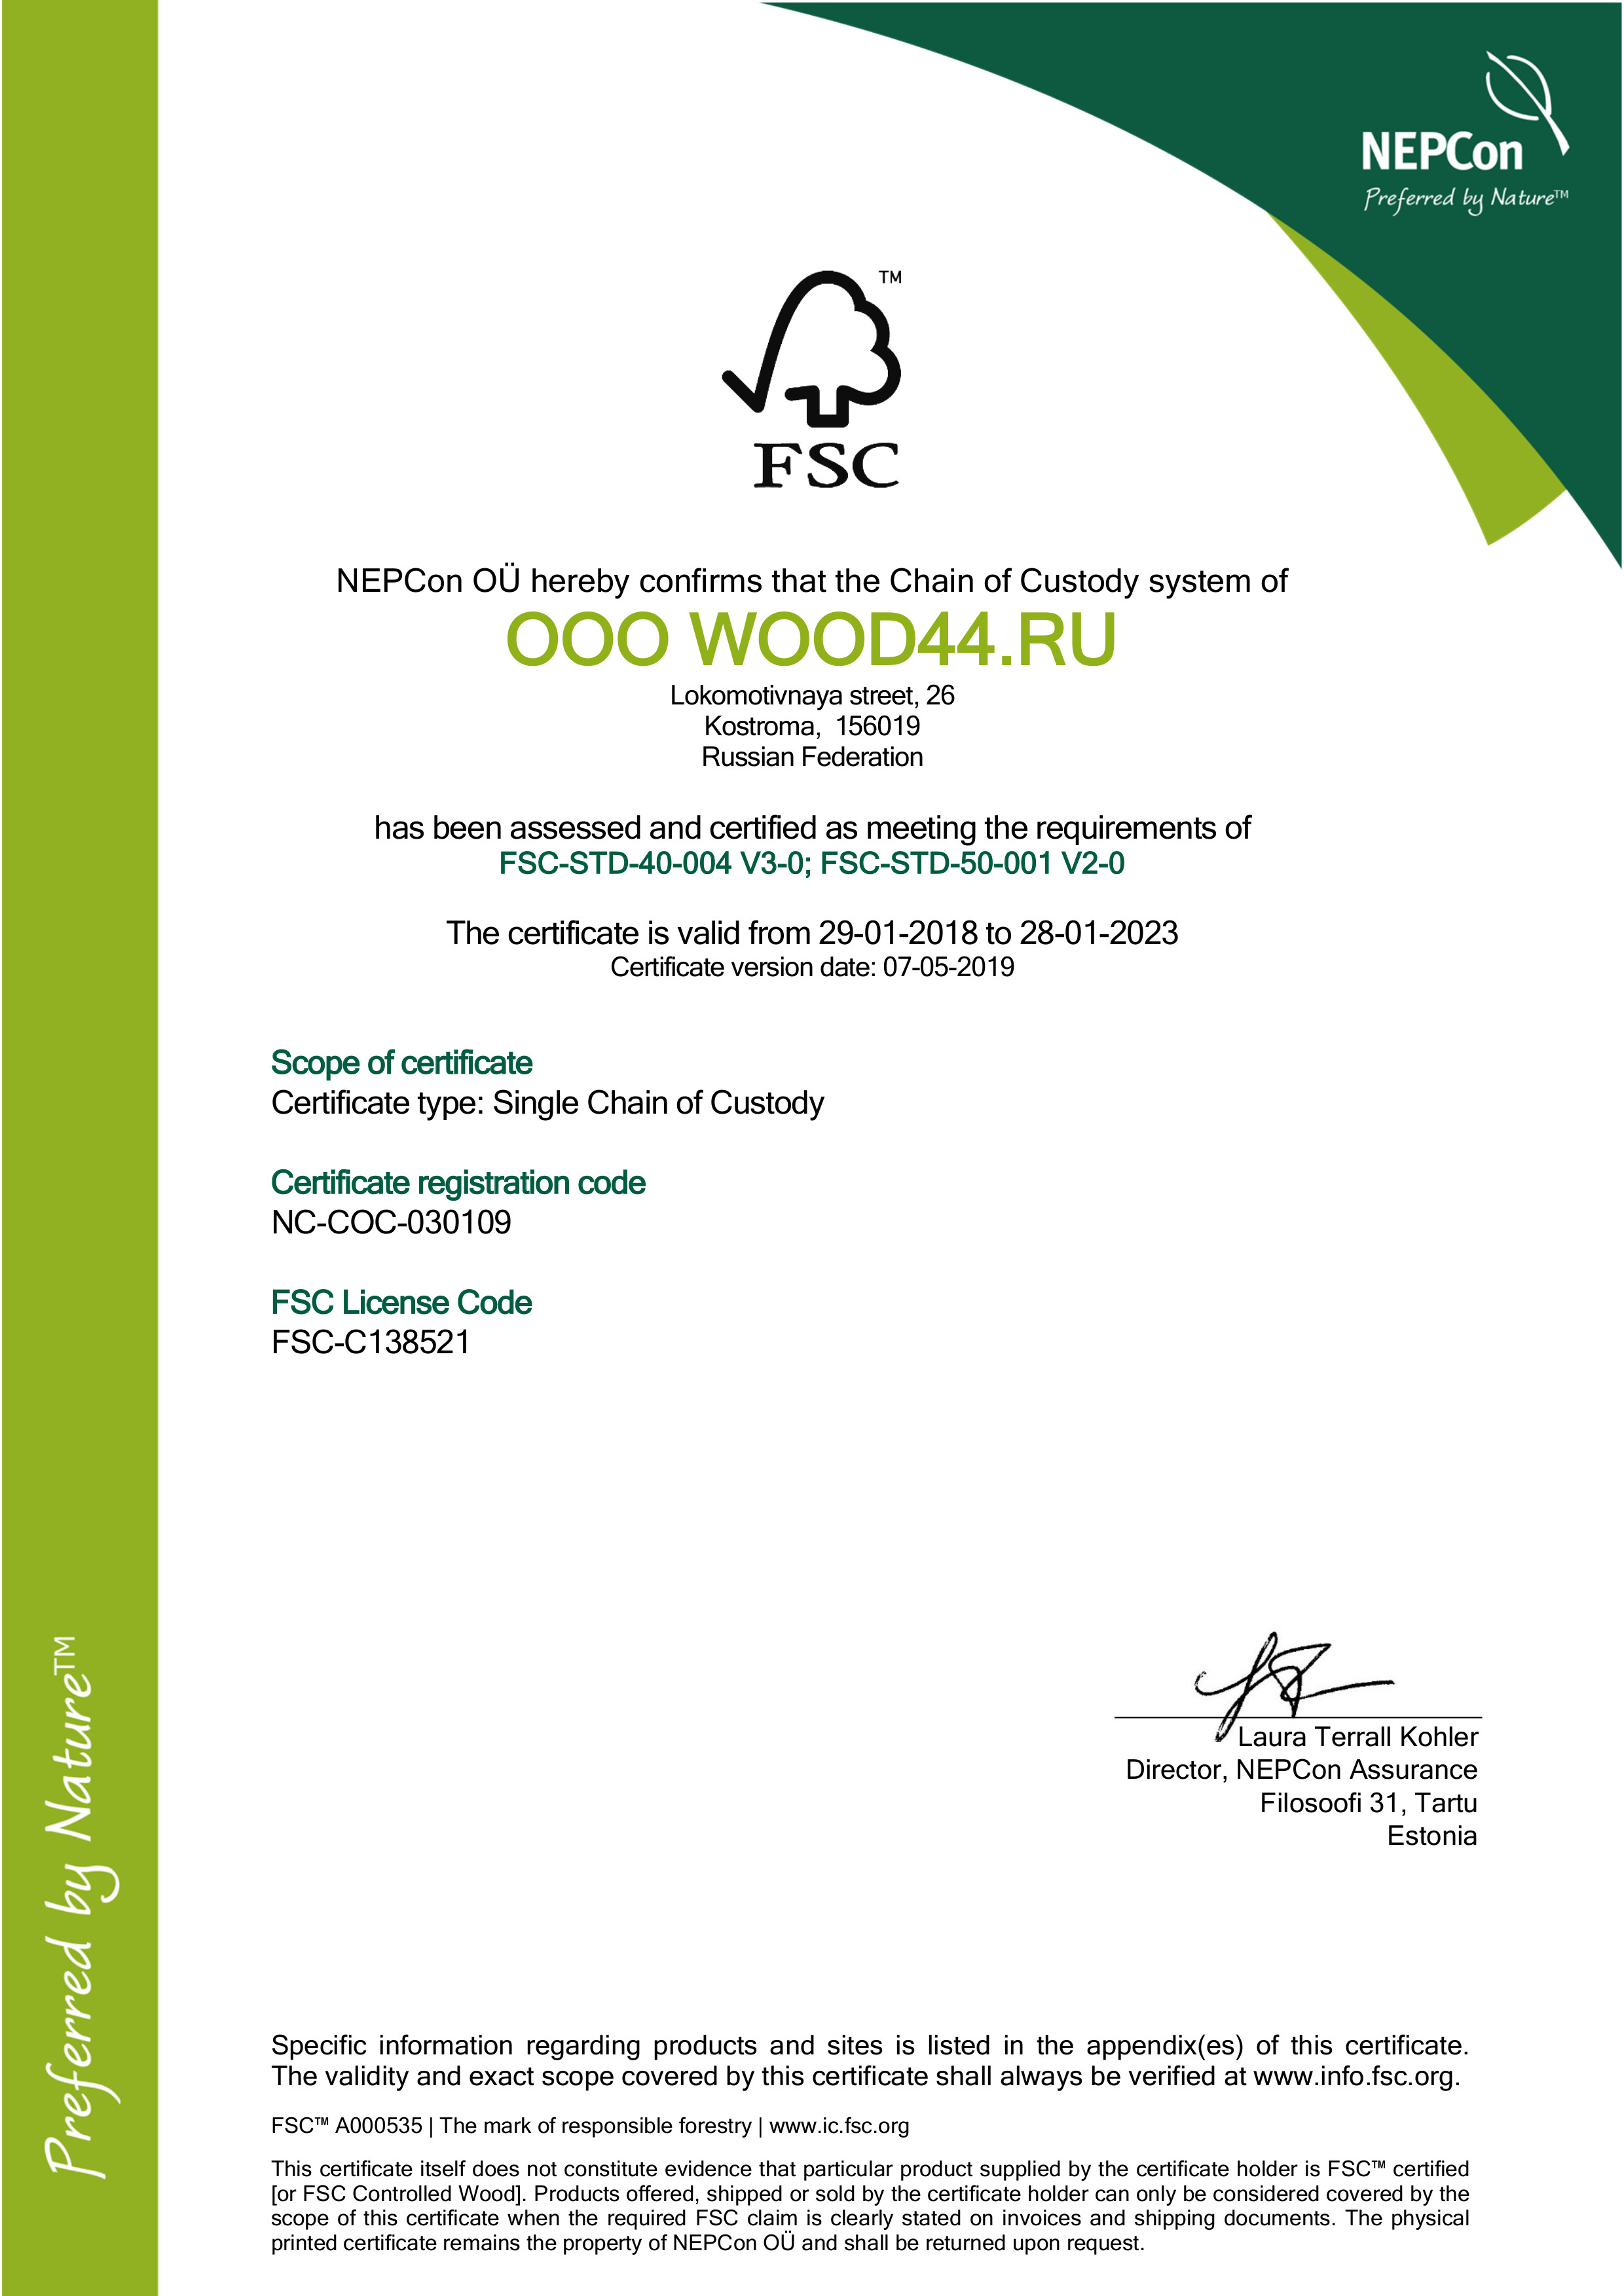 NEPCon
Preferred by Nature™
™
FSC
NEPCon OÜ hereby confirms that the Chain of Custody system of
OOO WOOD44.RU
Lokomotivnaya street, 26
Kostroma, 156019
Russian Federation
has been assessed and certified as meeting the requirements of
FSC-STD-40-004 V3-0; FSC-STD-50-001 V2-0
The certificate is valid from 29-01-2018 to 28-01-2023
Certificate version date: 07-05-2019
Scope of certificate
Certificate type: Single Chain of Custody
Certificate registration code
NC-COC-030109
FSC License Code
FSC-C138521
Laura Terrall Kohler
Director, NEPCon Assurance
Filosoofi 31, Tartu
Estonia
Preferred by Nature™
Specific information regarding products and sites is listed in the appendix(es) of this certificate.
The validity and exact scope covered by this certificate shall always be verified at www.info.fsc.org.
FSC™ A000535 | The mark of responsible forestry | www.ic.fsc.org
This certificate itself does not constitute evidence that particular product supplied by the certificate holder is FSC™ certified
[or FSC Controlled Wood]. Products offered, shipped or sold by the certificate holder can only be considered covered by the
scope of this certificate when the required FSC claim is clearly stated on invoices and shipping documents. The physical
printed certificate remains the property of NEPCon OÜ and shall be returned upon request.